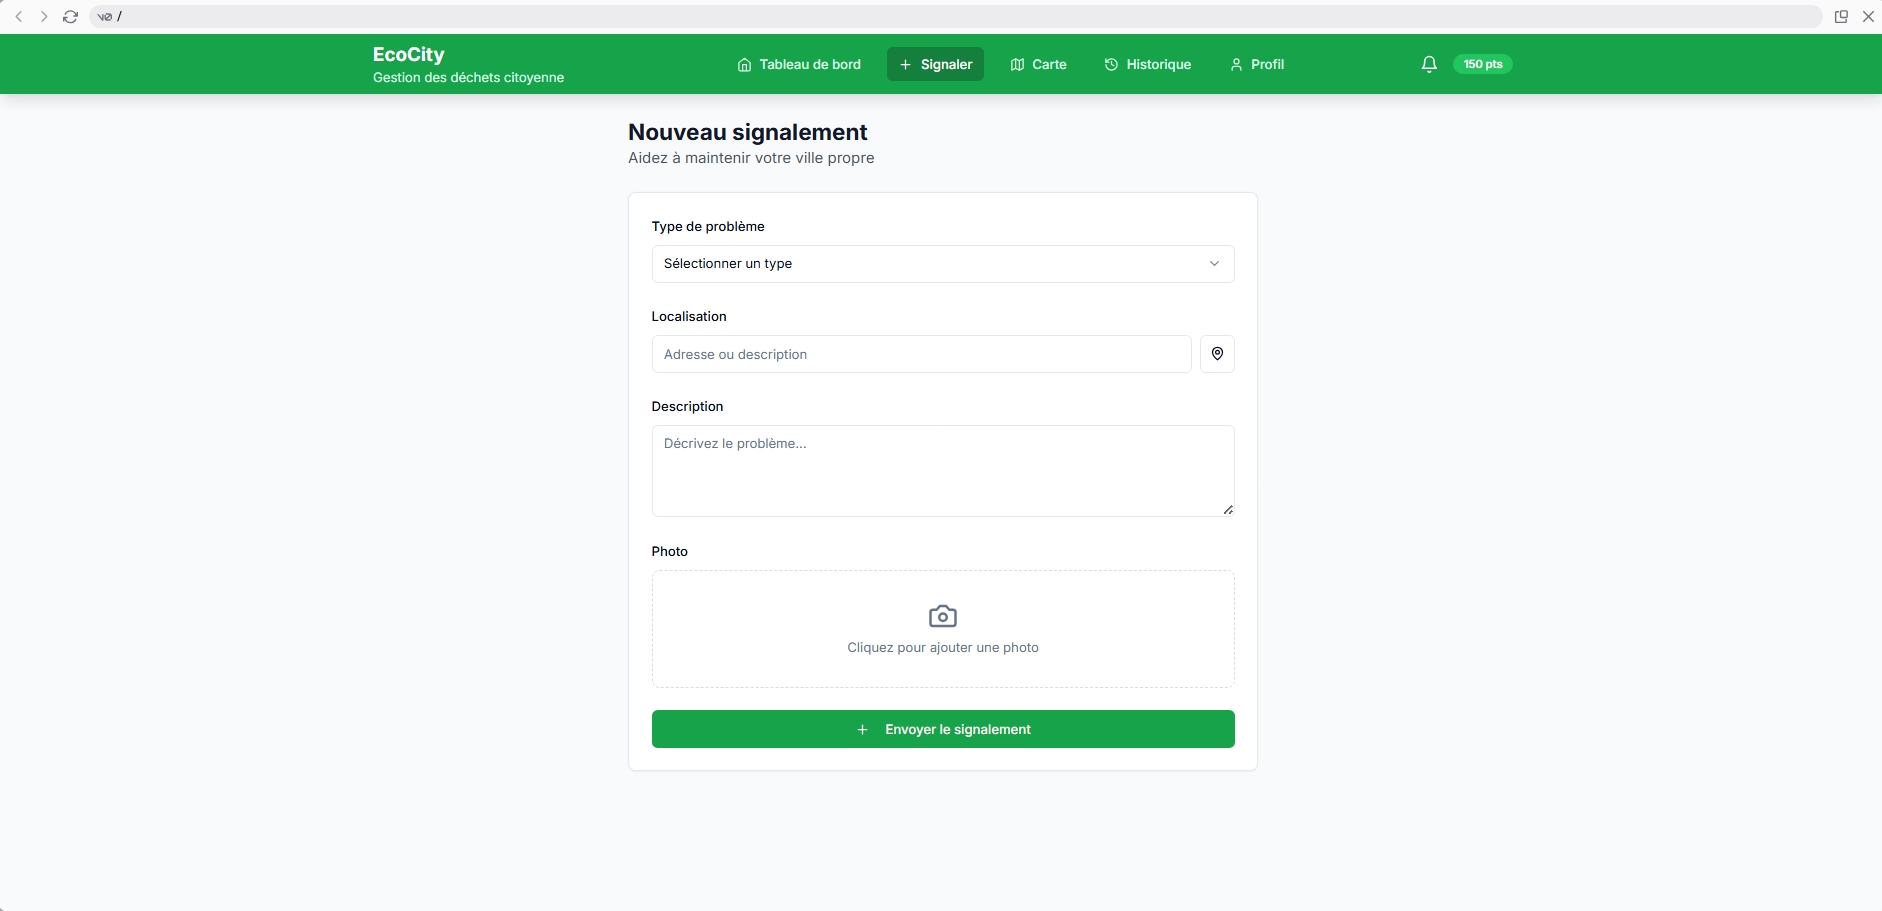 /
EcoCity
Gestion des déchets citoyenne
Tableau de bord
Signaler
Carte
Historique
Profil
150 pts
Nouveau signalement
Aidez à maintenir votre ville propre
Type de problème
Sélectionner un type
Localisation
Adresse ou description
Description
Décrivez le problème...
Photo
Cliquez pour ajouter une photo
Envoyer le signalement